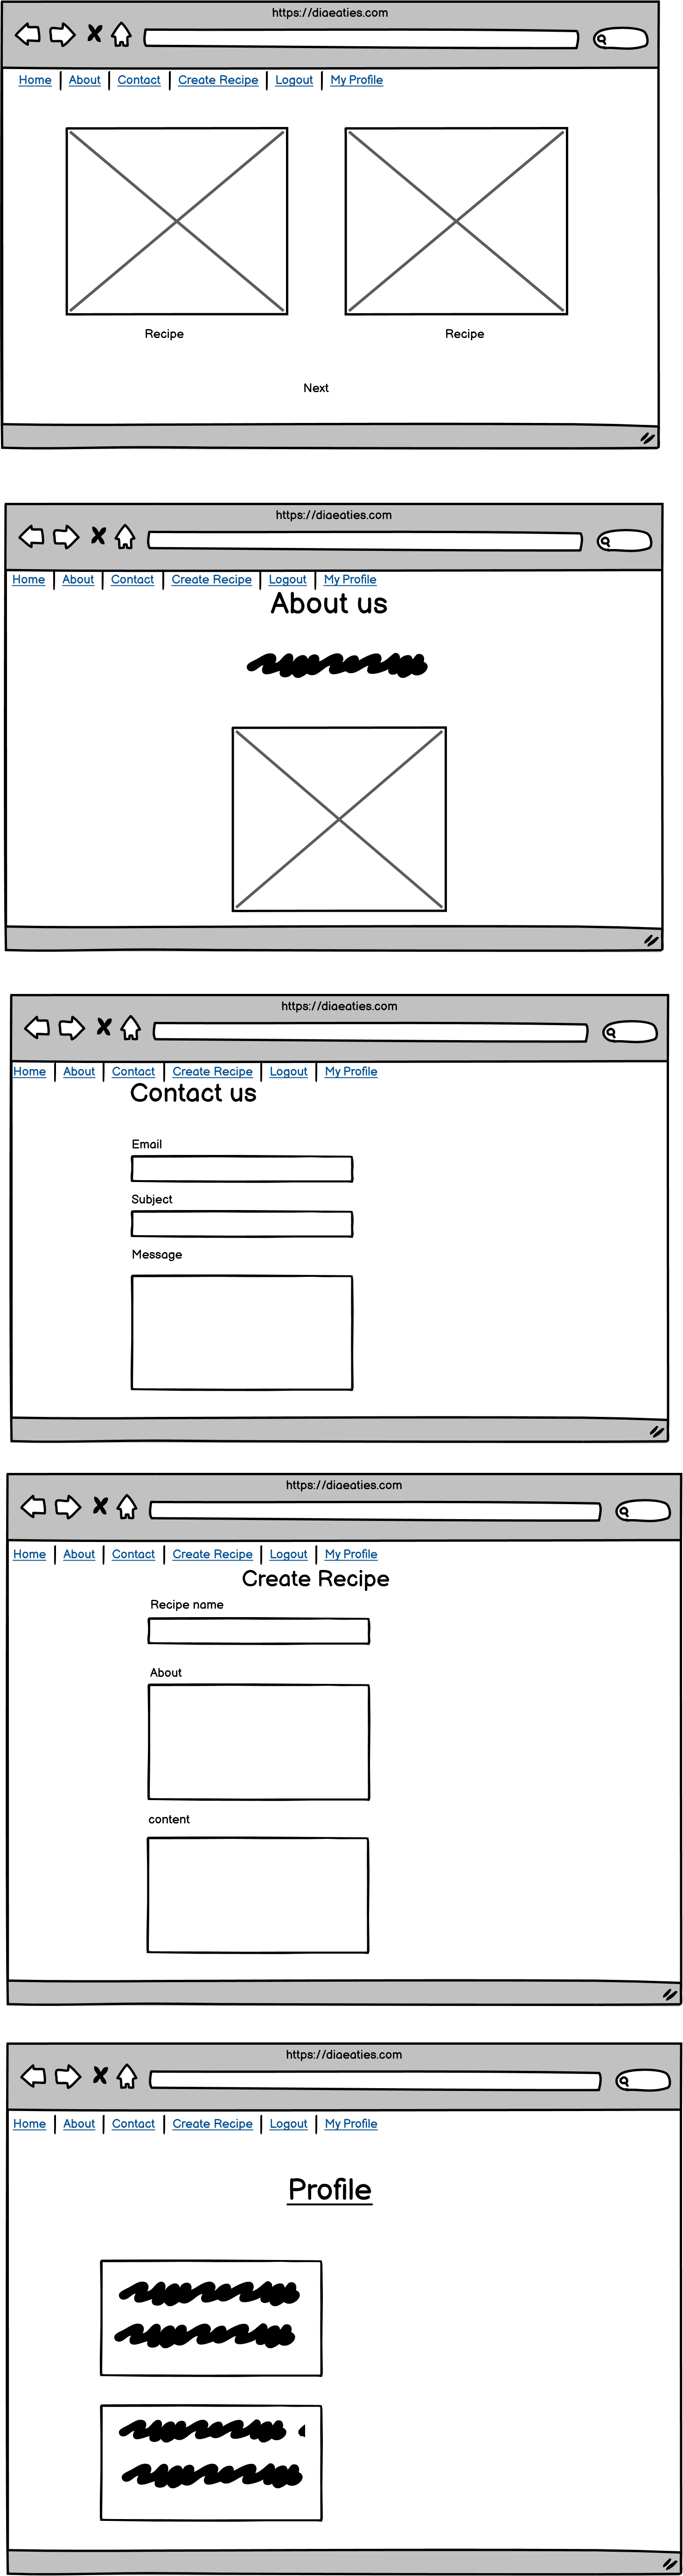 https://diaeaties.com
Home About Contact Create Recipe Logout My Profile
Recipe Recipe
Next
https://diaeaties.com
Home About Contact Create Recipe Logout My Profile
About us
https://diaeaties.com
Home About Contact Create Recipe Logout My Profile
Contact us
Email
Subject
Message
https://diaeaties.com
Home About Contact Create Recipe Logout My Profile
Create Recipe
Recipe name
About
content
https://diaeaties.com
Home About Contact Create Recipe Logout My Profile
Profile